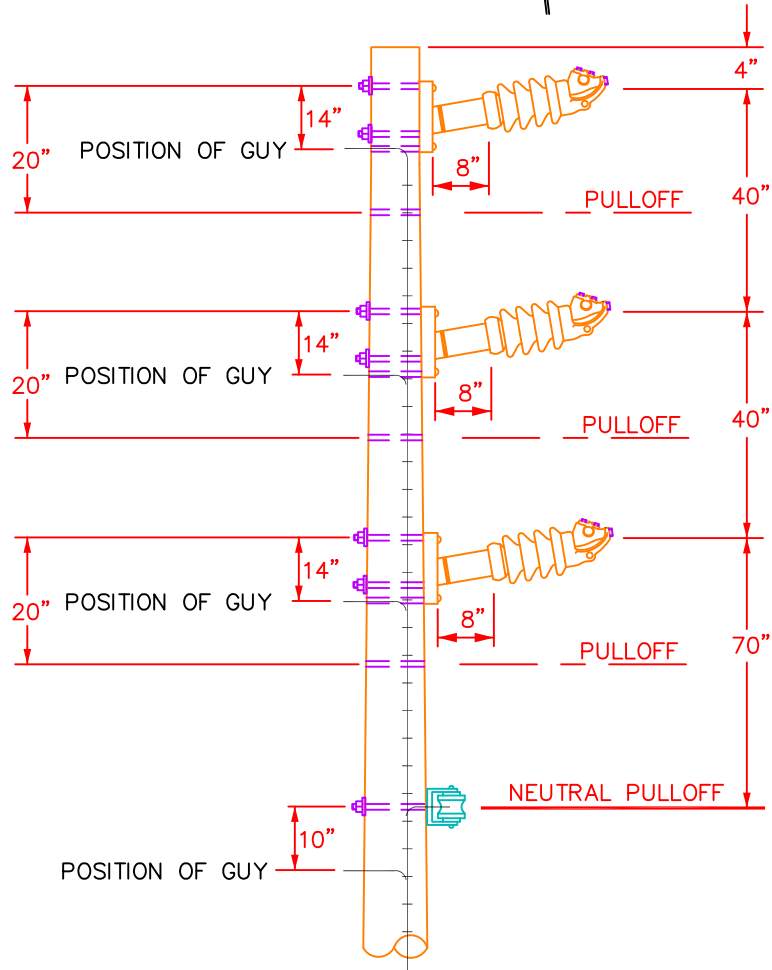 4”
14”
20”
POSITION OF GUY
8”
PULLOFF
40”
14”
20”
POSITION OF GUY
8”
PULLOFF
40”
14”
20”
POSITION OF GUY
8”
PULLOFF
70”
NEUTRAL PULLOFF
10”
POSITION OF GUY